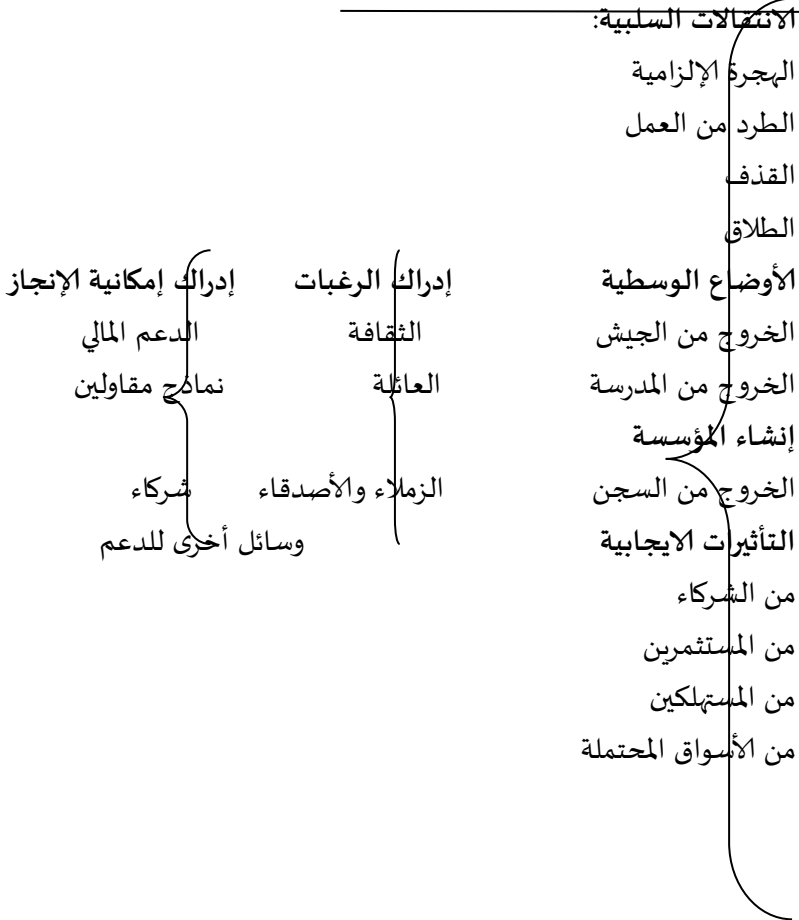 الانتقالات السلبية:
الهجرة الإلزامية
الطرد من العمل
القذف
الطلاق
الأوضاع الوسطية إدراك الرغبات إدراك إمكانية الإنجاز
الخروج من الجيش الثقافة الدعم المالي
الخروج من المدرسة العائلة نماذج مقاولين
إنشاء المؤسسة
الخروج من السجن الزملاء والأصدقاء شركاء
التأثيرات الايجابية وسائل أخرى للدعم
من الشركاء
من المستثمرين
من المستهلكين
من الأسواق المحتملة